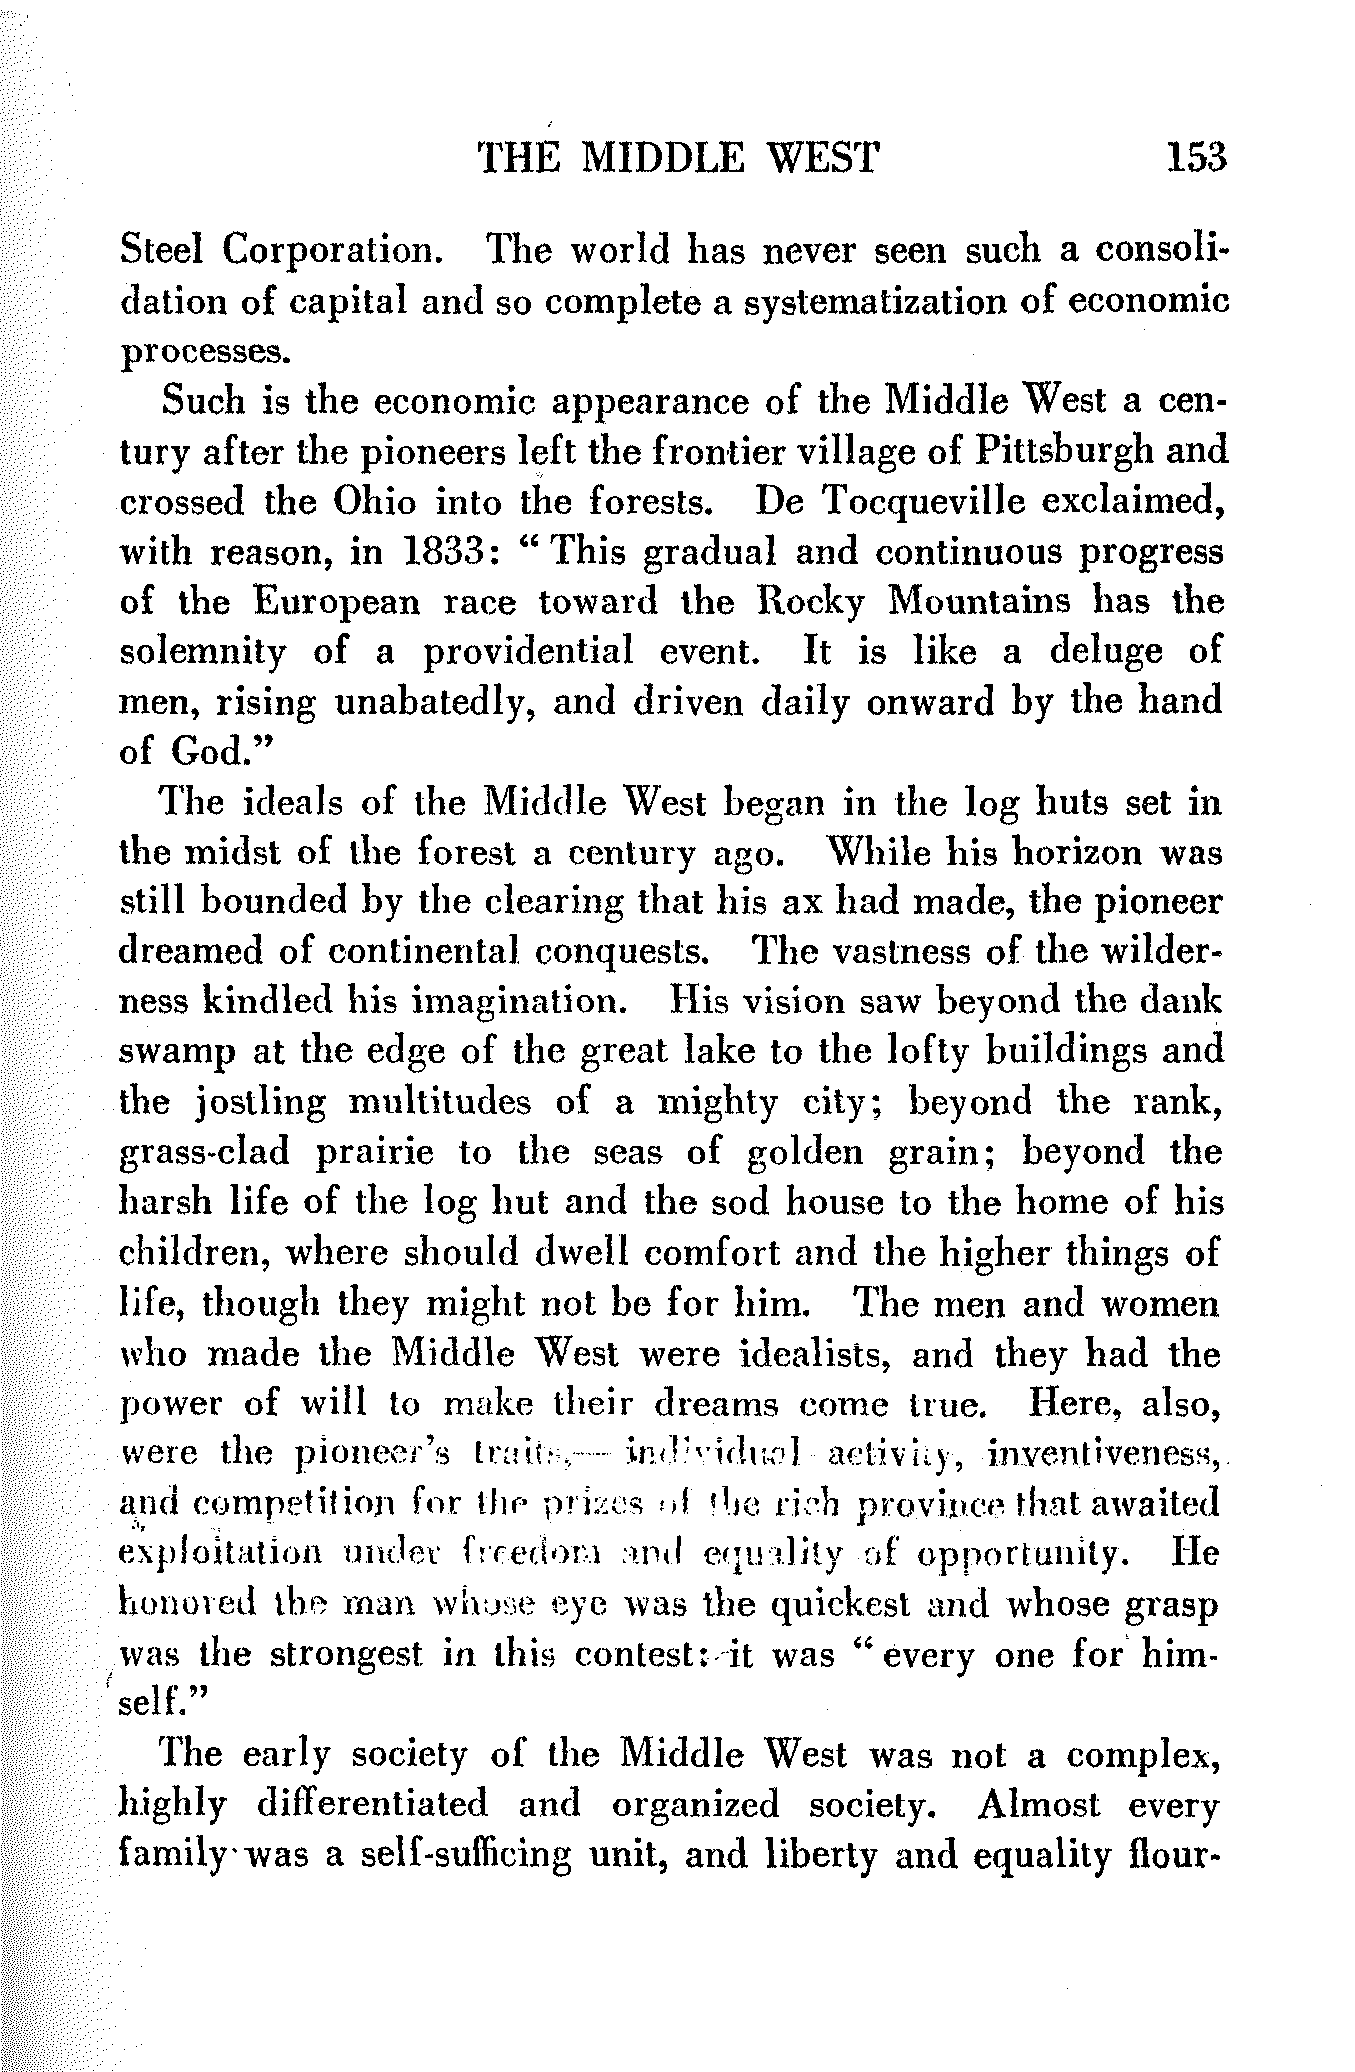 THE MIDDLE WEST 153
Steel Corporation. The world has never seen such a consoli-
dation of capital and so complete a systematization of economic
processes.
Such is the economic appearance of the Middle West a cen-
tury after the pioneers left the frontier village of Pittsburgh and
crossed the Ohio into the forests. De Tocqueville exclaimed,
with reason, in 1833: “ This gradual and continuous progress
of the European race toward the Rocky Mountains has the
solemnity of a providential event. It is like a deluge of
men, rising unabatedly, and driven daily onward by the hand
of God.”
The ideals of the Middle West began in the log huts set in
the midst of the forest a century ago. While his horizon was
still bounded by the clearing that his ax had made, the pioneer
dreamed of continental conquests. The vastness of the wilder-
ness kindled his imagination. His vision saw beyond the dank
swamp at the edge of the great lake to the lofty buildings and
the jostling multitudes of a mighty city; beyond the rank,
grass-clad prairie to the seas of golden grain; beyond the
harsh life of the log hut and the sod house to the home of his
children, where should dwell comfort and the higher things of
life, though they might not be for him. The men and women
who made the Middle West were idealists, and they had the
power of will to make their dreams come true. Here, also,
were the pioneer’s traits,— individual activity, inventiveness,
and competition for the prizes of the rich province that awaited
exploitation under freedom and equality of opportunity. He
honored the man whose eye was the quickest and whose grasp
was the strongest in this contest: it was “ every one for him-
self.”
The early society of the Middle West was not a complex,
highly differentiated and organized society. Almost every
family was a self-sufficing unit, and liberty and equality flour-